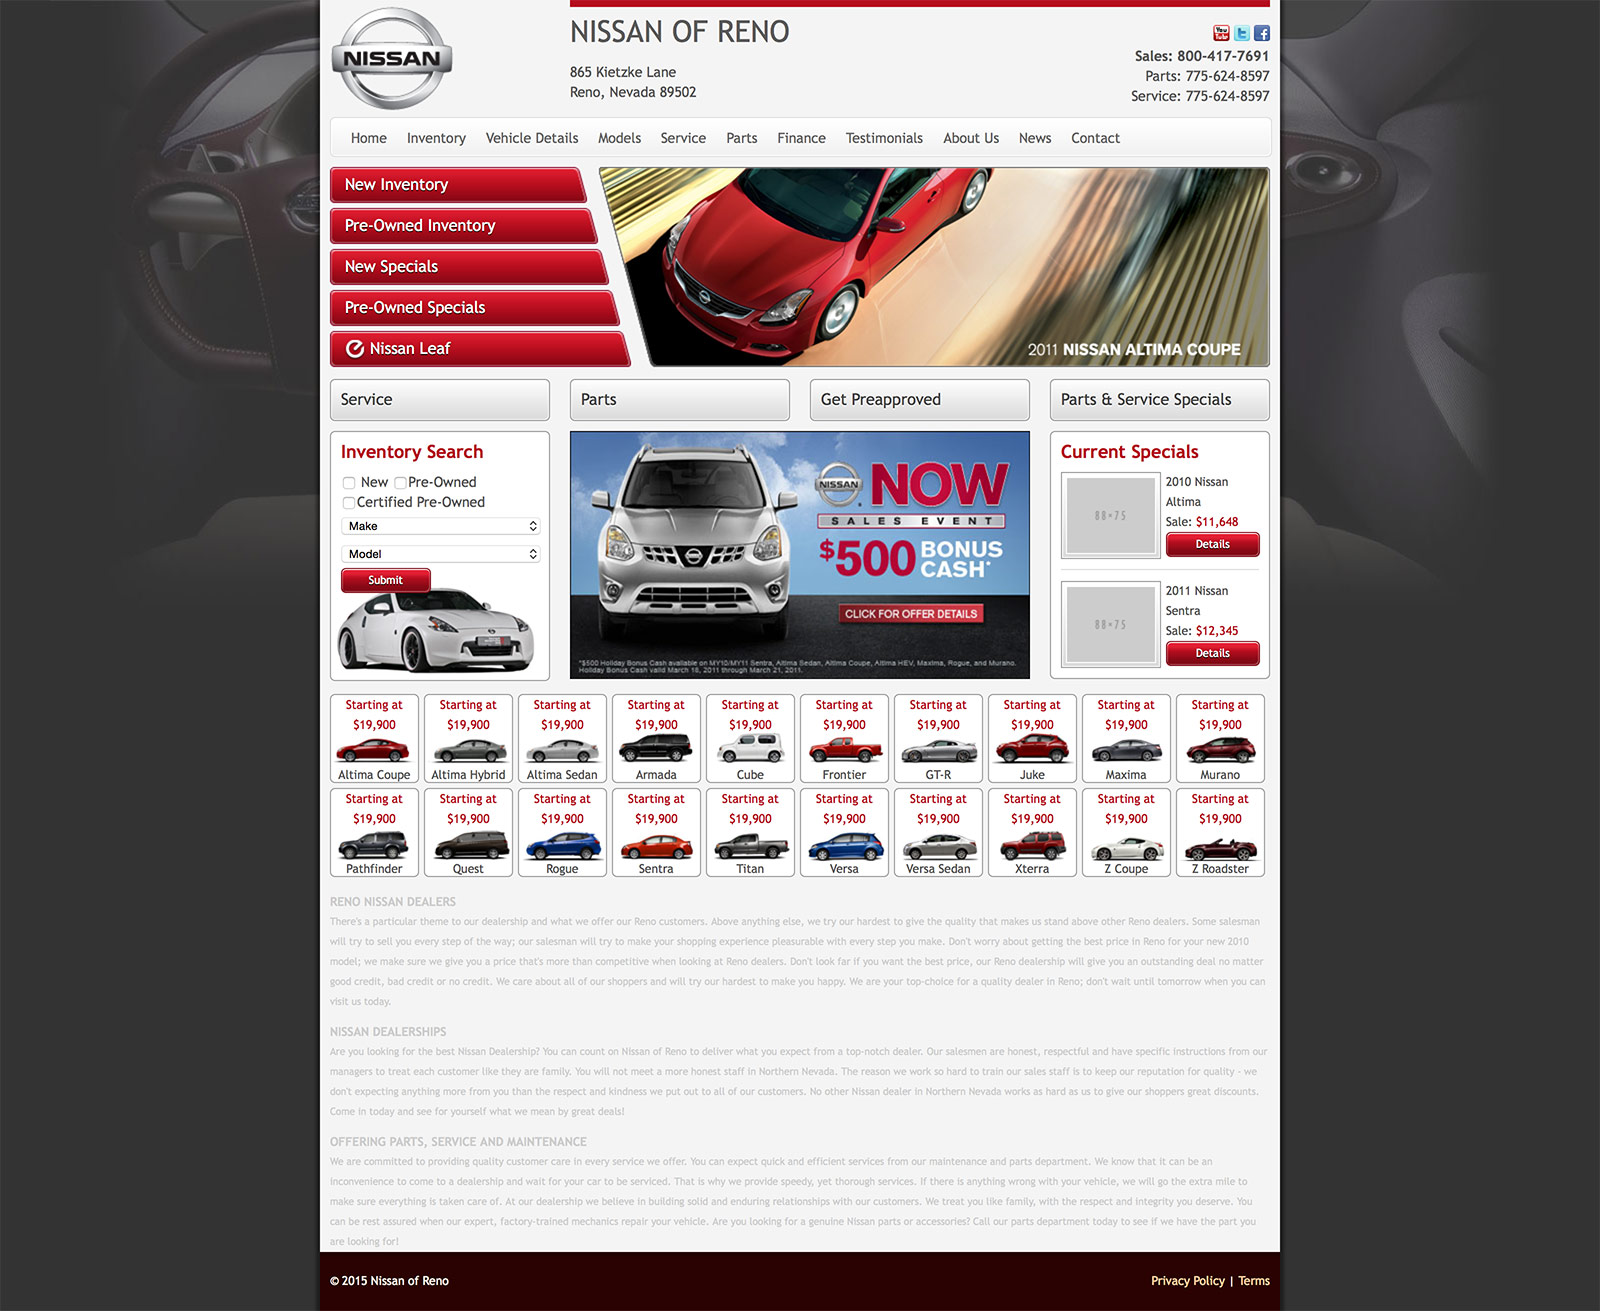 NISSAN
NISSAN OF RENO
865 Kietzke Lane
Reno, Nevada 89502
You Tube
Sales: 800-417-7691
Parts: 775-624-8597
Service: 775-624-8597
Home Inventory Vehicle Details Models Service Parts Finance Testimonials About Us News Contact
New Inventory
Pre-Owned Inventory
New Specials
Pre-Owned Specials
Nissan Leaf
2011 NISSAN ALTIMA COUPE
Service
Parts
Get Preapproved
Parts & Service Specials
Inventory Search
New Pre-Owned
Certified Pre-Owned
Make
Model
Submit
NISSAN NOW
SALES EVENT
$500 BONUS CASH*
CLICK FOR OFFER DETAILS
*$500 Holiday Bonus Cash available on MY10/MY11 Sentra, Altima Sedan, Altima Coupe, Altima HEV, Maxima, Rogue, and Murano.
Holiday Bonus Cash valid March 18, 2011 through March 21, 2011.
Current Specials
88×75
2010 Nissan
Altima
Sale: $11,648
Details
88×75
2011 Nissan
Sentra
Sale: $12,345
Details
Starting at Starting at Starting at Starting at Starting at Starting at Starting at Starting at Starting at Starting at
$19,900 $19,900 $19,900 $19,900 $19,900 $19,900 $19,900 $19,900 $19,900 $19,900
Altima Coupe Altima Hybrid Altima Sedan Armada Cube Frontier GT-R Juke Maxima Murano
Starting at Starting at Starting at Starting at Starting at Starting at Starting at Starting at Starting at Starting at
$19,900 $19,900 $19,900 $19,900 $19,900 $19,900 $19,900 $19,900 $19,900 $19,900
Pathfinder Quest Rogue Sentra Titan Versa Versa Sedan Xterra Z Coupe Z Roadster
RENO NISSAN DEALERS
There's a particular theme to our dealership and what we offer our Reno customers. Above anything else, we try our hardest to give the quality that makes us stand above other Reno dealers. Some salesman
will try to sell you every step of the way; our salesman will try to make your shopping experience pleasurable with every step you make. Don't worry about getting the best price in Reno for your new 2010
model; we make sure we give you a price that's more than competitive when looking at Reno dealers. Don't look far if you want the best price, our Reno dealership will give you an outstanding deal no matter
good credit, bad credit or no credit. We care about all of our shoppers and will try our hardest to make you happy. We are your top-choice for a quality dealer in Reno; don't wait until tomorrow when you can
visit us today.
NISSAN DEALERSHIPS
Are you looking for the best Nissan Dealership? You can count on Nissan of Reno to deliver what you expect from a top-notch dealer. Our salesmen are honest, respectful and have specific instructions from our
managers to treat each customer like they are family. You will not meet a more honest staff in Northern Nevada. The reason we work so hard to train our sales staff is to keep our reputation for quality - we
don't expecting anything more from you than the respect and kindness we put out to all of our customers. No other Nissan dealer in Northern Nevada works as hard as us to give our shoppers great discounts.
Come in today and see for yourself what we mean by great deals!
OFFERING PARTS, SERVICE AND MAINTENANCE
We are committed to providing quality customer care in every service we offer. You can expect quick and efficient services from our maintenance and parts department. We know that it can be an
inconvenience to come to a dealership and wait for your car to be serviced. That is why we provide speedy, yet thorough services. If there is anything wrong with your vehicle, we will go the extra mile to
make sure everything is taken care of. At our dealership we believe in building solid and enduring relationships with our customers. We treat you like family, with the respect and integrity you deserve. You
can be rest assured when our expert, factory-trained mechanics repair your vehicle. Are you looking for a genuine Nissan parts or accessories? Call our parts department today to see if we have the part you
are looking for!
© 2015 Nissan of Reno
Privacy Policy | Terms